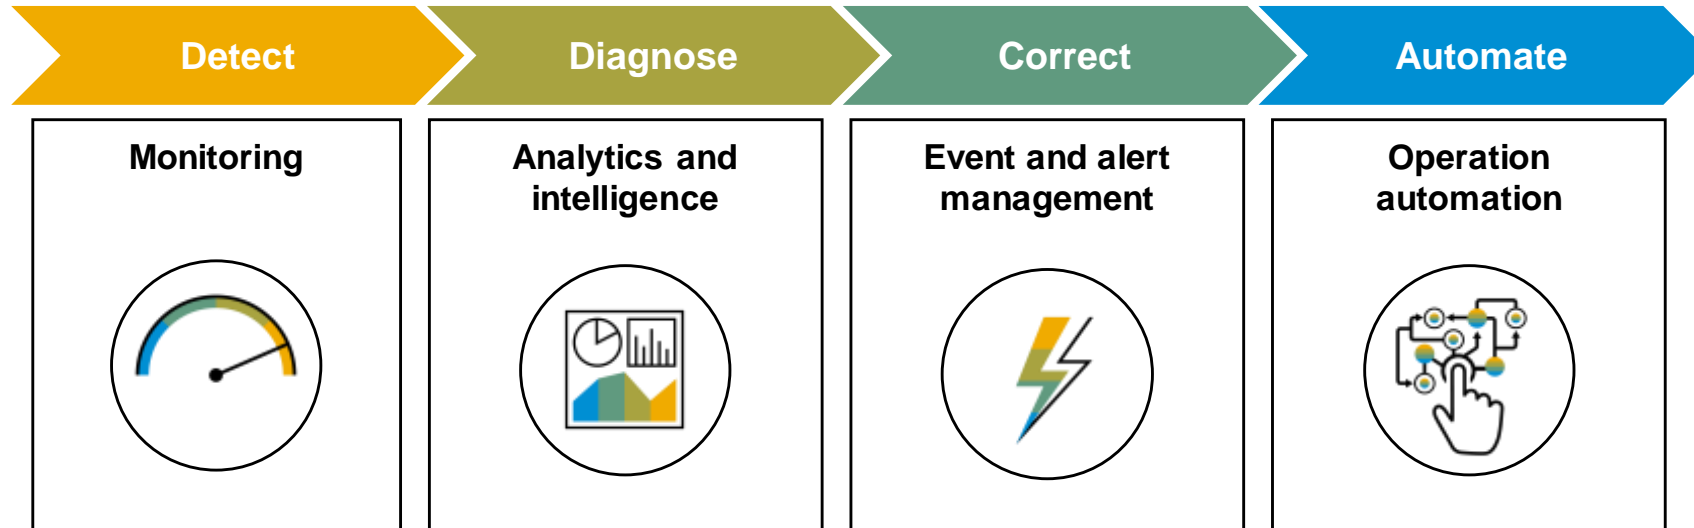 Detect
Diagnose
Correct
Automate
Monitoring
Analytics and
intelligence
Event and alert
management
Operation
automation